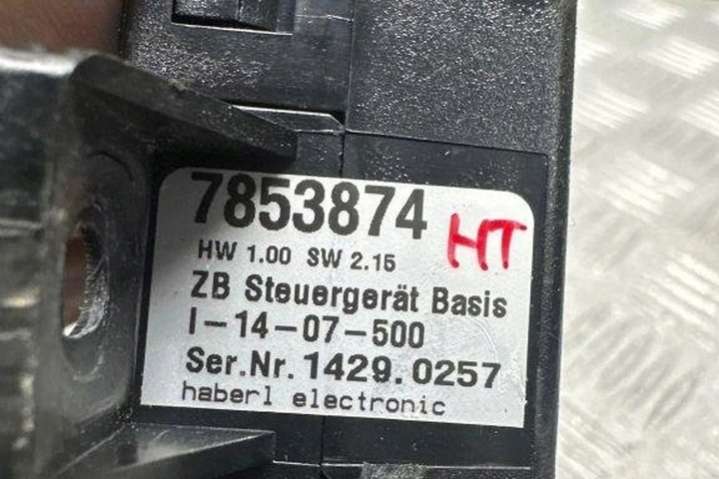 7853874
HT
HW 1.00 SW 2.15
ZB Steuergerät Basis
I-14-07-500
Ser.Nr. 1429.0257
haberl electronic